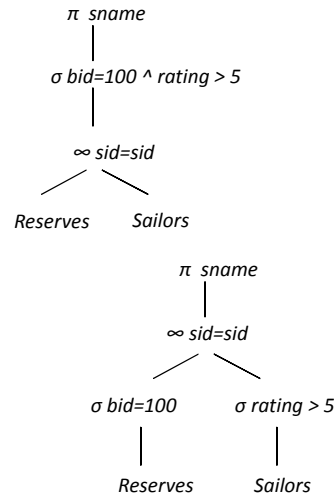 π sname
σ bid=100 ^ rating > 5
∞ sid=sid
Reserves Sailors
π sname
∞ sid=sid
σ bid=100 σ rating > 5
Reserves Sailors